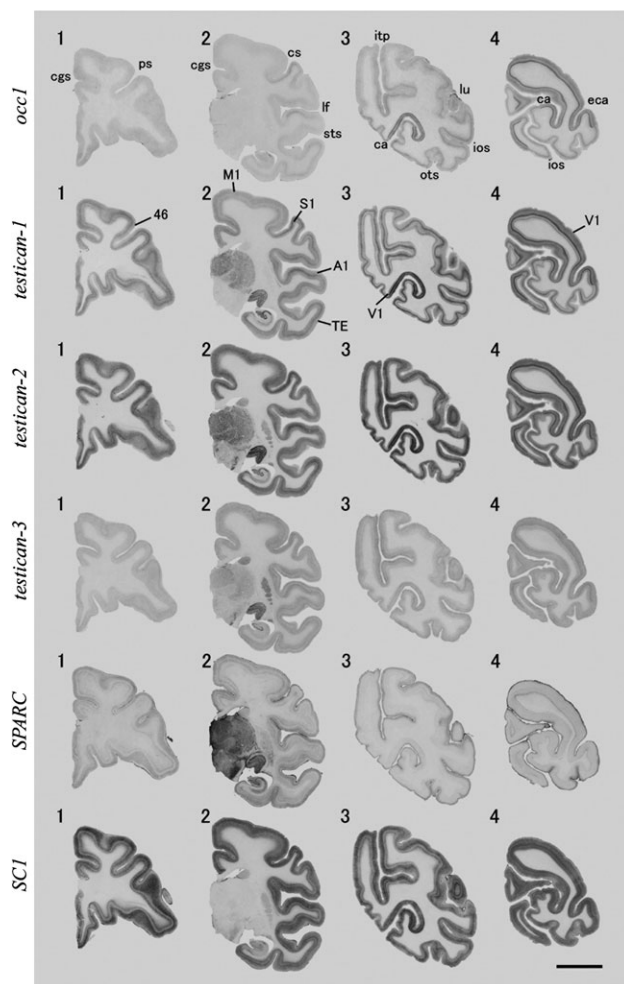 occ1
1 2 3 4
cgs ps cgs cs lf sts itp lu ca ots ios ca eca ios
testican-1
1 2 3 4
46 M1 S1 A1 TE V1 V1
testican-2
1 2 3 4
testican-3
1 2 3 4
SPARC
1 2 3 4
SC1
1 2 3 4